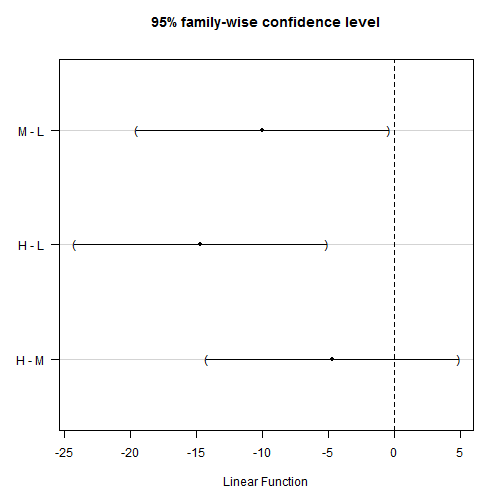 95% family-wise confidence level
M - L
H - L
H - M
-25 -20 -15 -10 -5 0 5
Linear Function